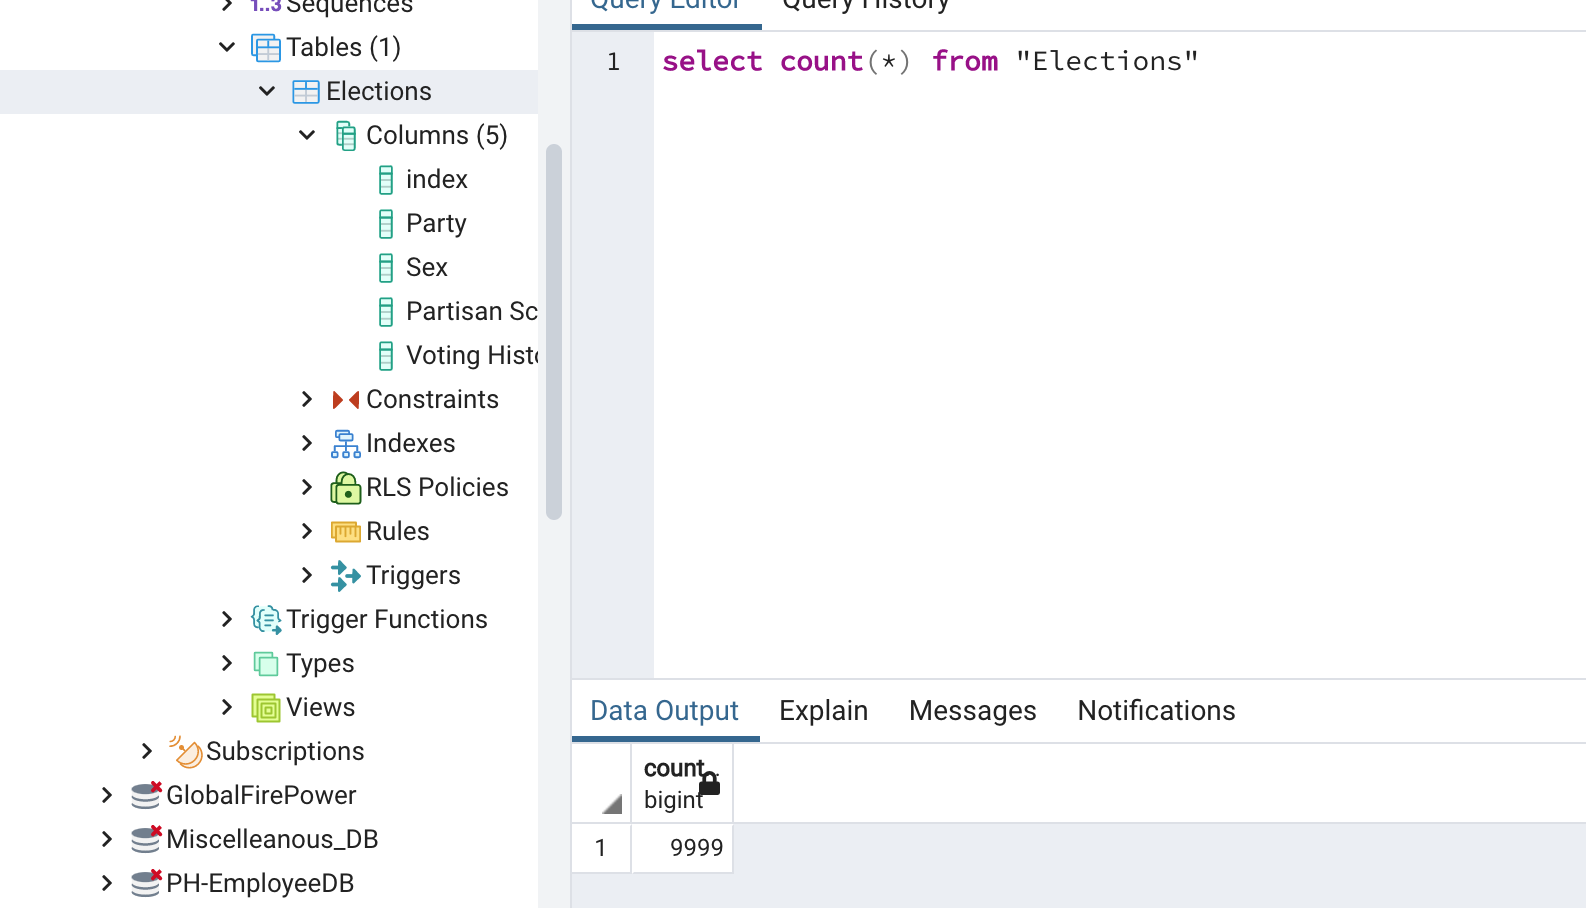 1..3 Sequences
Tables (1)
Elections
Columns (5)
index
Party
Sex
Partisan Sc
Voting Histo
Constraints
Indexes
RLS Policies
Rules
Triggers
Trigger Functions
Types
Views
Subscriptions
GlobalFirePower
Miscelleanous_DB
PH-EmployeeDB
Query Editor Query History
1 select count(*) from "Elections"
Data Output Explain Messages Notifications
count
bigint
1 9999